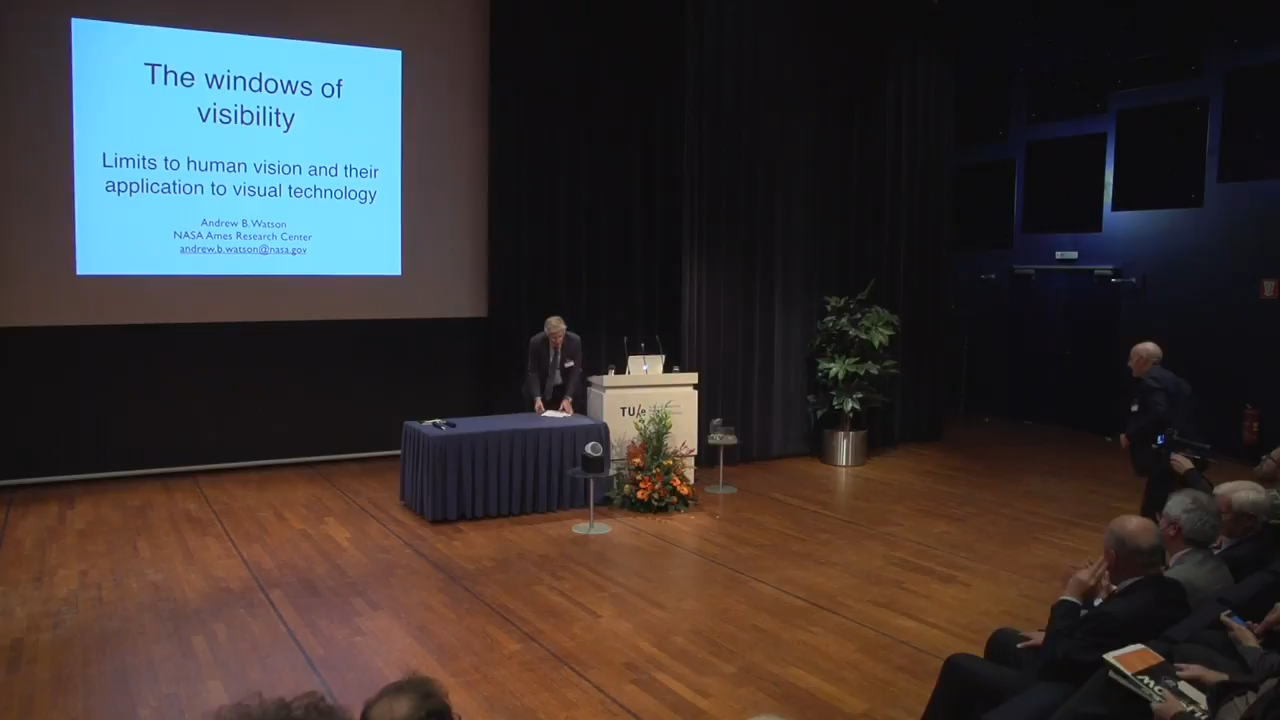 The windows of
visibility
Limits to human vision and their
application to visual technology
Andrew B. Watson
NASA Ames Research Center
andrew.b.watson@nasa.gov
TU/e